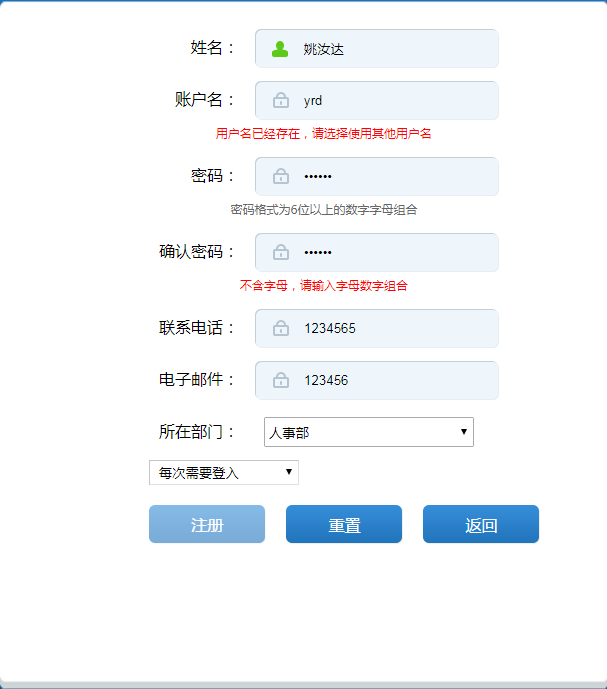 姓名： 姚汝达
账户名： yrd
用户名已经存在，请选择使用其他用户名
密码： ••••••
密码格式为6位以上的数字字母组合
确认密码： ••••••
不含字母，请输入字母数字组合
联系电话： 1234565
电子邮件： 123456
所在部门： 人事部
每次需要登入
注册 重置 返回